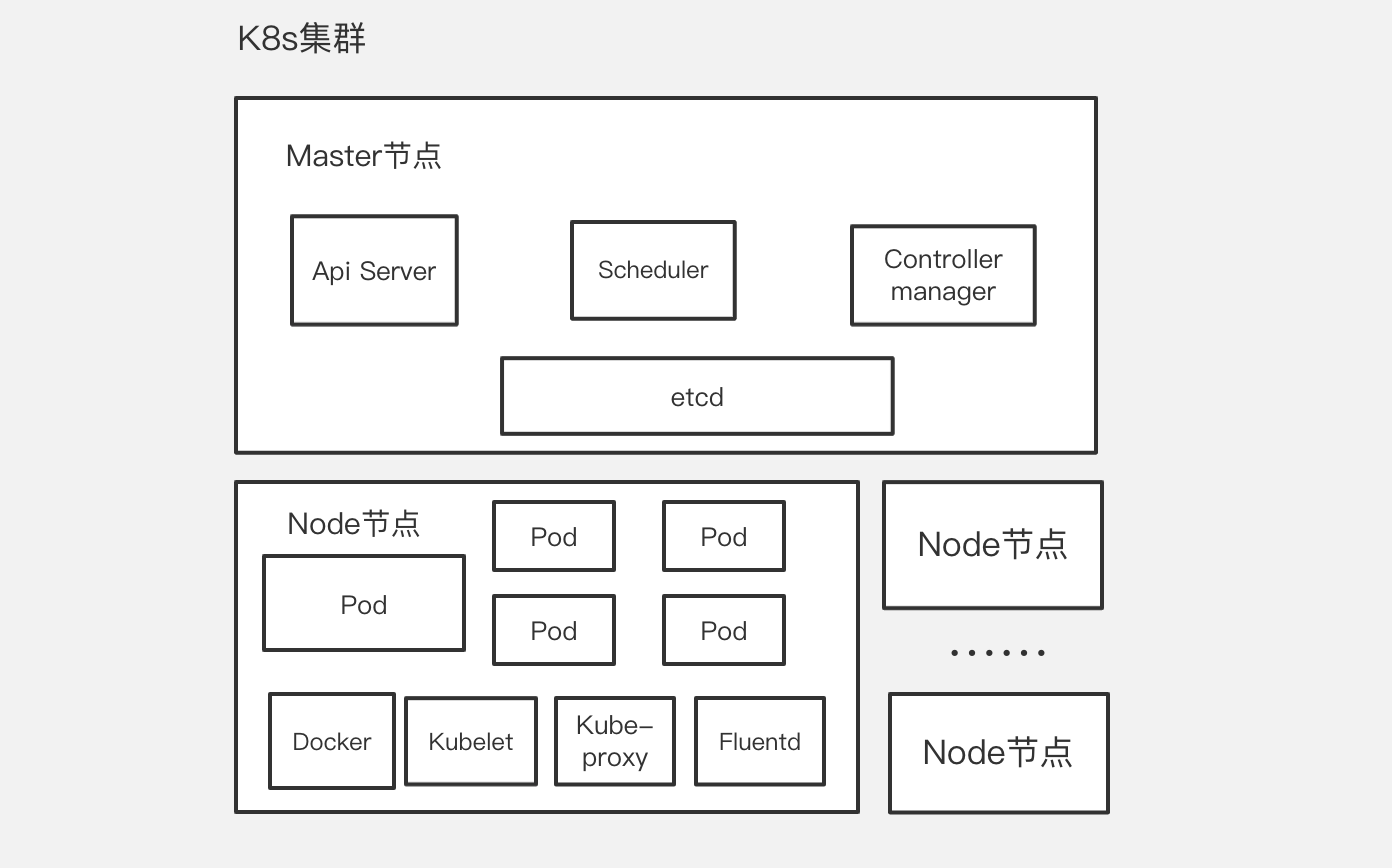 K8s集群
Master节点
Api Server
Scheduler
Controller
manager
etcd
Node节点
Pod
Pod
Pod
Pod
Pod
Docker
Kubelet
Kube-
proxy
Fluentd
Node节点
······
Node节点